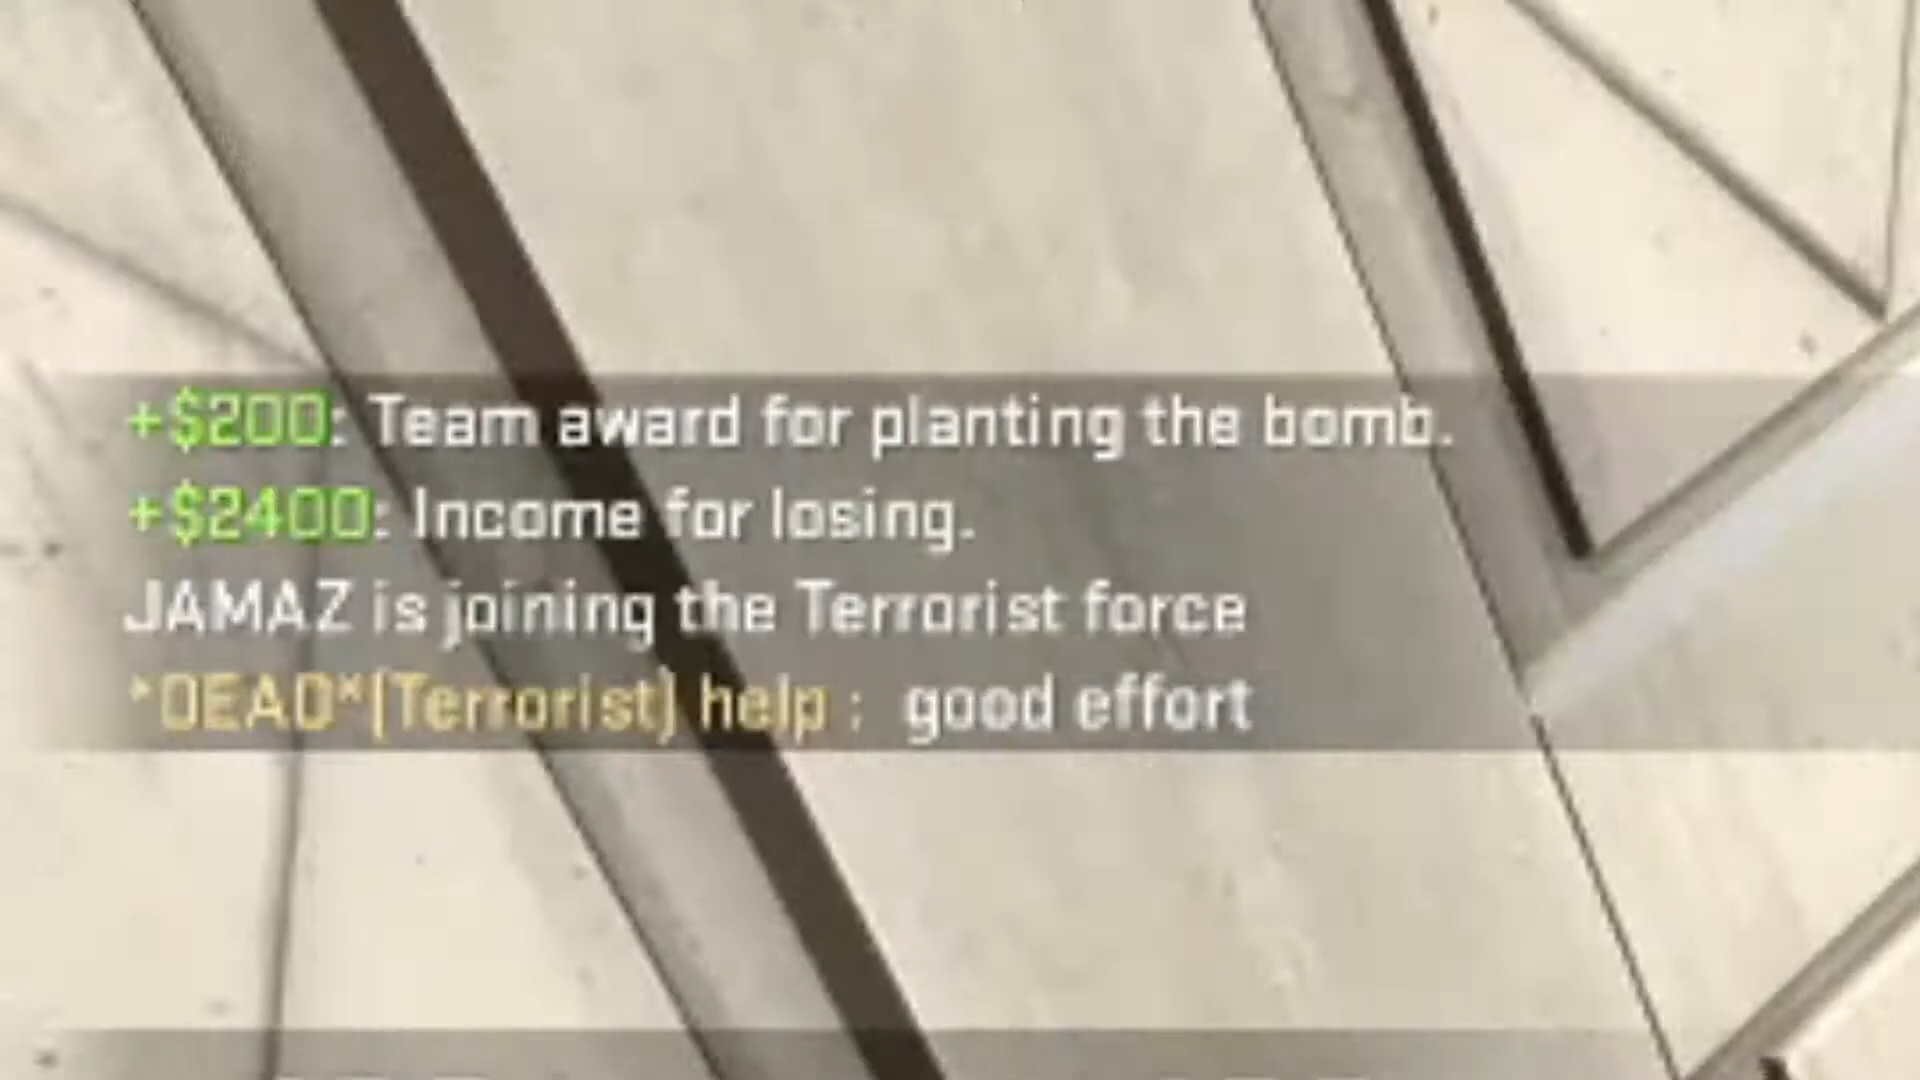 +$200: Team award for planting the bomb.
+$2400: Income for losing.
JAMAZ is joining the Terrorist force
*DEAD*(Terrorist) help : good effort